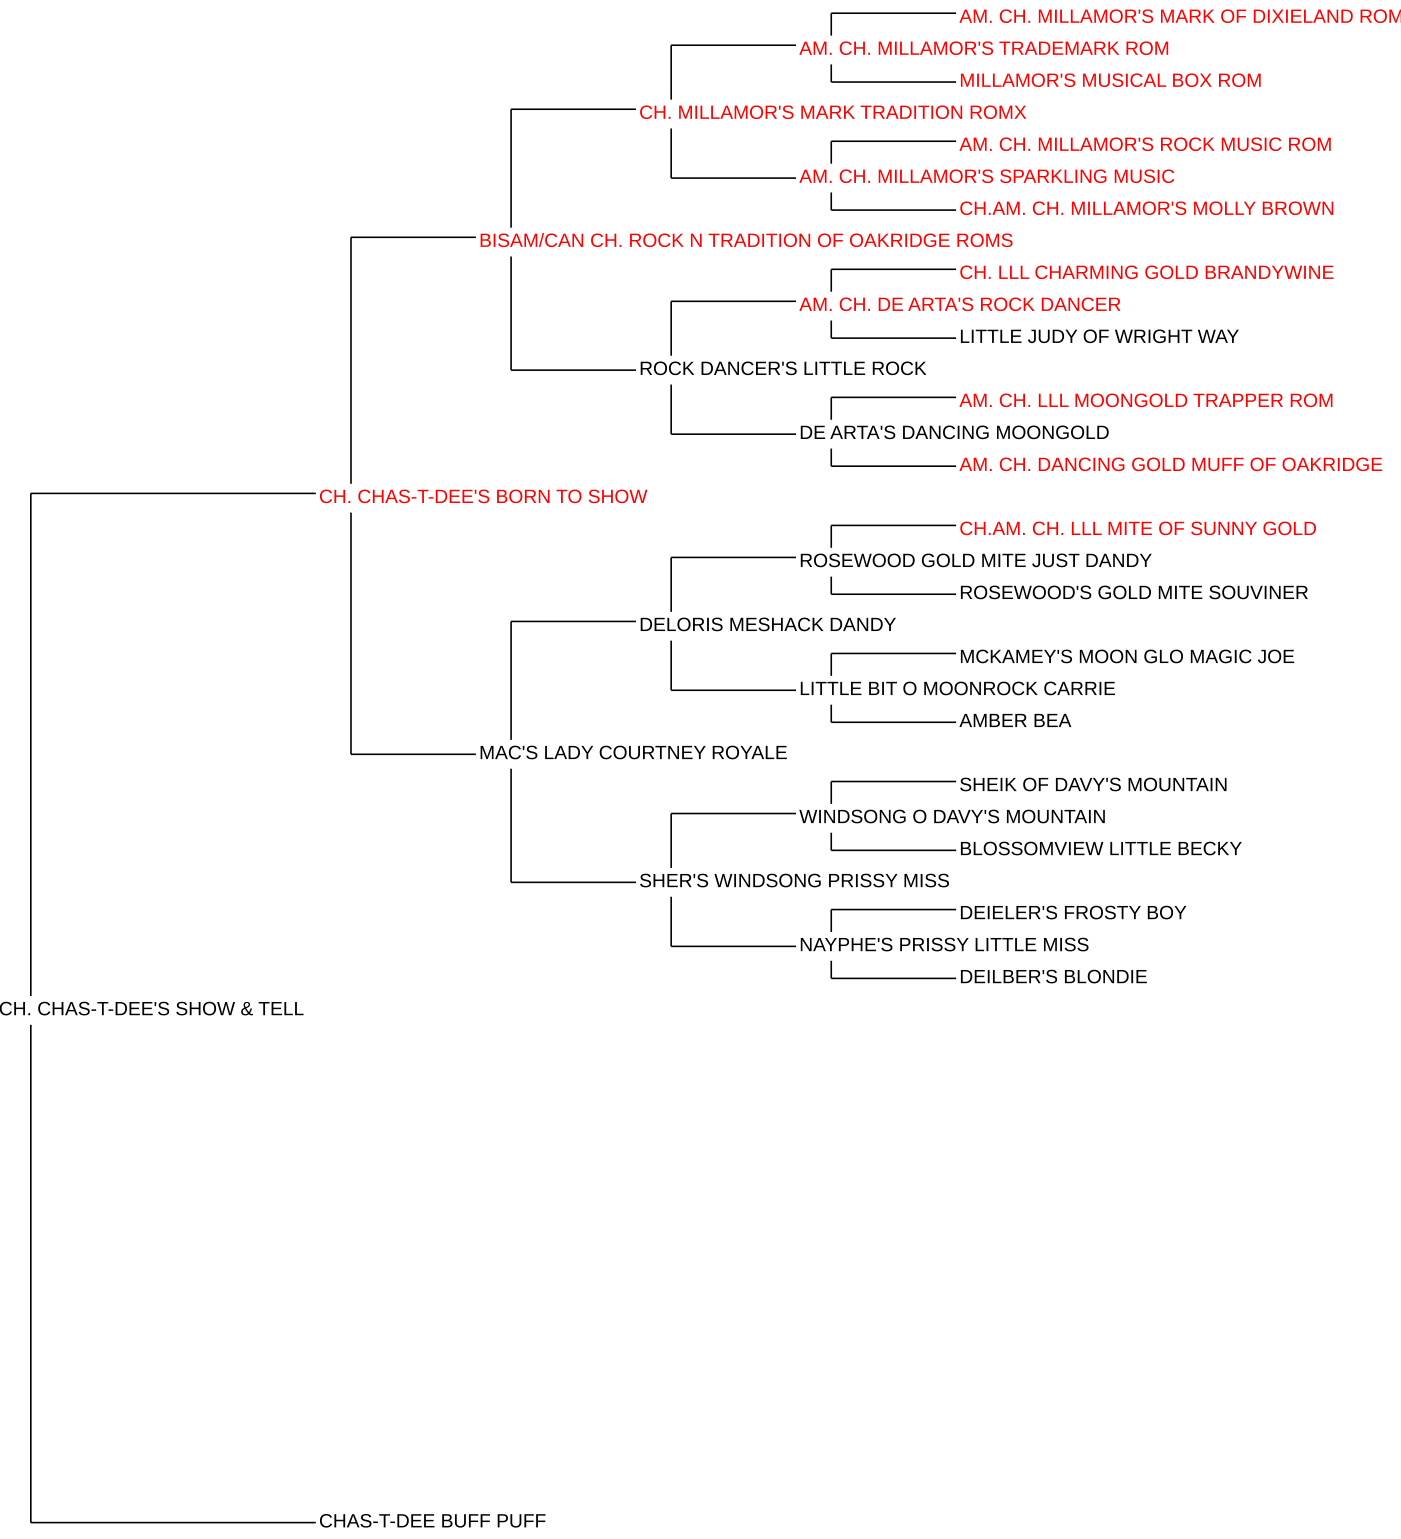 AM. CH. MILLAMOR'S MARK OF DIXIELAND ROM
AM. CH. MILLAMOR'S TRADEMARK ROM
MILLAMOR'S MUSICAL BOX ROM
CH. MILLAMOR'S MARK TRADITION ROMX
AM. CH. MILLAMOR'S ROCK MUSIC ROM
AM. CH. MILLAMOR'S SPARKLING MUSIC
CH.AM. CH. MILLAMOR'S MOLLY BROWN
BISAM/CAN CH. ROCK N TRADITION OF OAKRIDGE ROMS
CH. LLL CHARMING GOLD BRANDYWINE
AM. CH. DE ARTA'S ROCK DANCER
LITTLE JUDY OF WRIGHT WAY
ROCK DANCER'S LITTLE ROCK
AM. CH. LLL MOONGOLD TRAPPER ROM
DE ARTA'S DANCING MOONGOLD
AM. CH. DANCING GOLD MUFF OF OAKRIDGE
CH. CHAS-T-DEE'S BORN TO SHOW
CH.AM. CH. LLL MITE OF SUNNY GOLD
ROSEWOOD GOLD MITE JUST DANDY
ROSEWOOD'S GOLD MITE SOUVINER
DELORIS MESHACK DANDY
MCKAMEY'S MOON GLO MAGIC JOE
LITTLE BIT O MOONROCK CARRIE
AMBER BEA
MAC'S LADY COURTNEY ROYALE
SHEIK OF DAVY'S MOUNTAIN
WINDSONG O DAVY'S MOUNTAIN
BLOSSOMVIEW LITTLE BECKY
SHER'S WINDSONG PRISSY MISS
DEIELER'S FROSTY BOY
NAYPHE'S PRISSY LITTLE MISS
DEILBER'S BLONDIE
CH. CHAS-T-DEE'S SHOW & TELL
CHAS-T-DEE BUFF PUFF